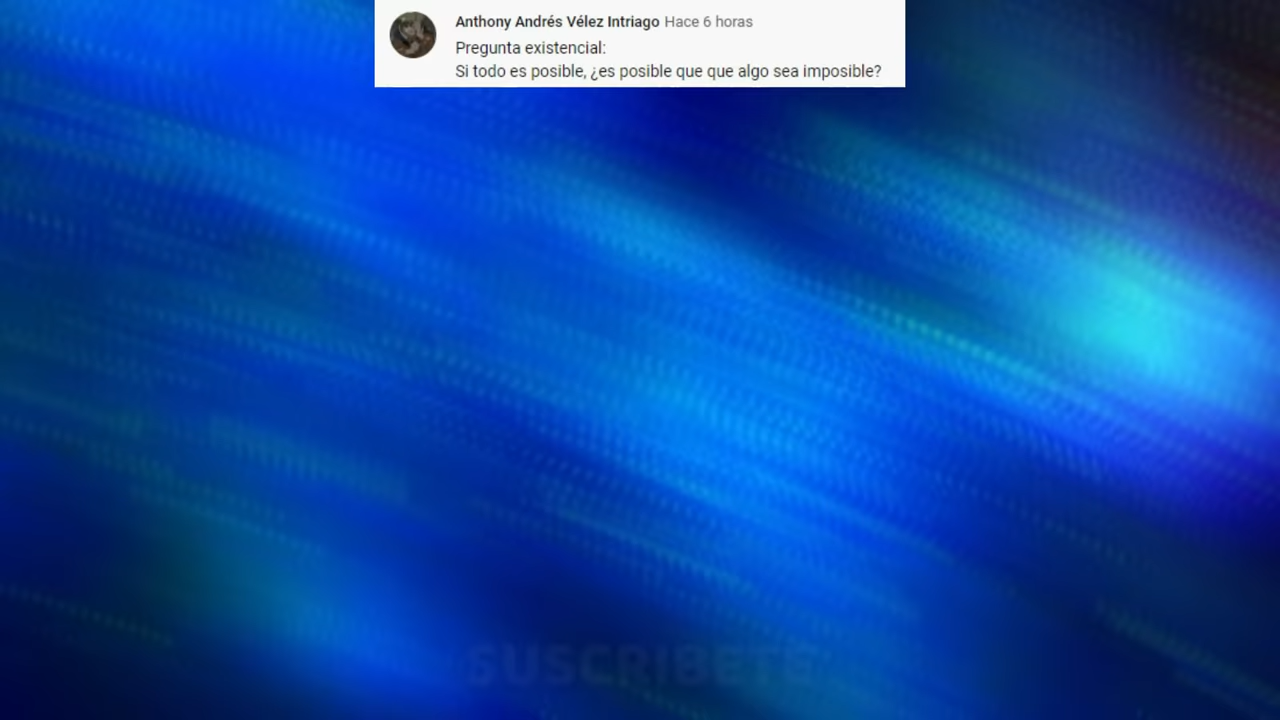 Anthony Andrés Vélez Intriago Hace 6 horas
Pregunta existencial:
Si todo es posible, ¿es posible que que algo sea imposible?
SUSCRIBETE